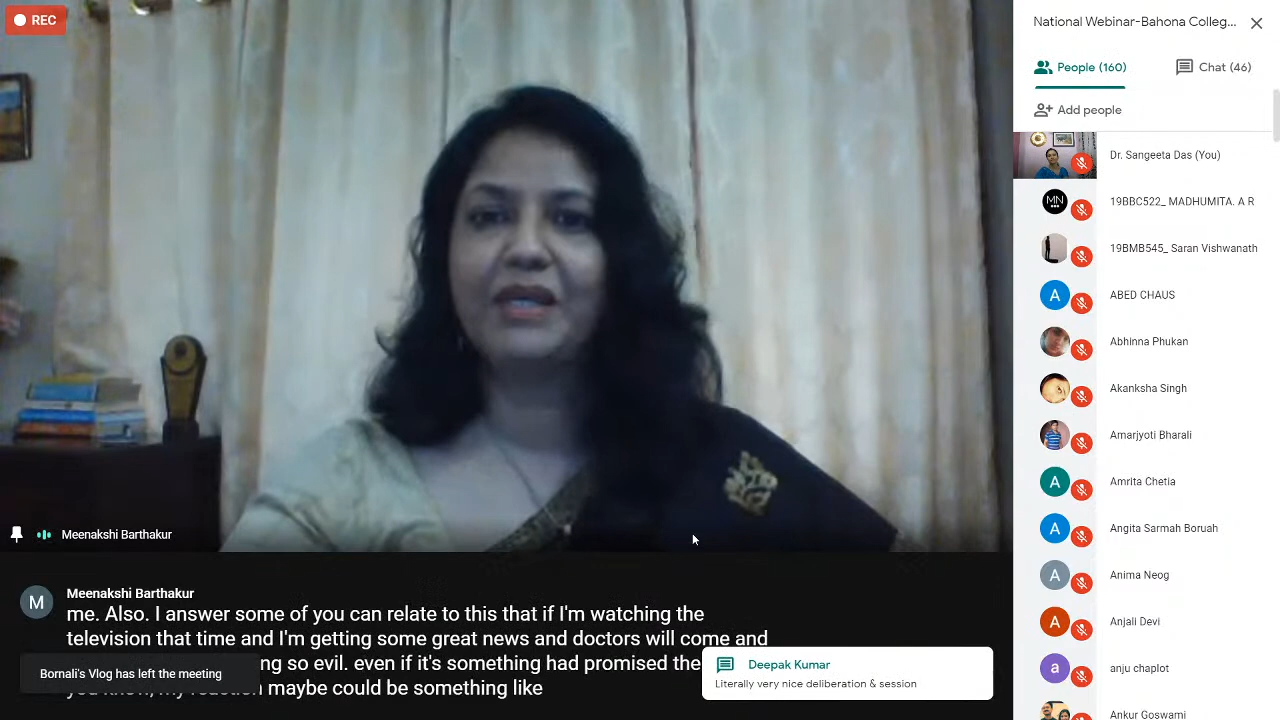 REC
Meenakshi Barthakur
M
Meenakshi Barthakur
me. Also. I answer some of you can relate to this that if I'm watching the
television that time and I'm getting some great news and doctors will come and
ng so evil. even if it's something had promised the
you know, my reaction maybe could be something like
Bornali's Vlog has left the meeting
Deepak Kumar
Literally very nice deliberation & session
National Webinar-Bahona Colleg...
People (160)
Chat (46)
Add people
Dr. Sangeeta Das (You)
MN
19BBC522_ MADHUMITA. A R
19BMB545_ Saran Vishwanath
A
ABED CHAUS
Abhinna Phukan
Akanksha Singh
Amarjyoti Bharali
A
Amrita Chetia
A
Angita Sarmah Boruah
A
Anima Neog
A
Anjali Devi
a
anju chaplot
Ankur Goswami